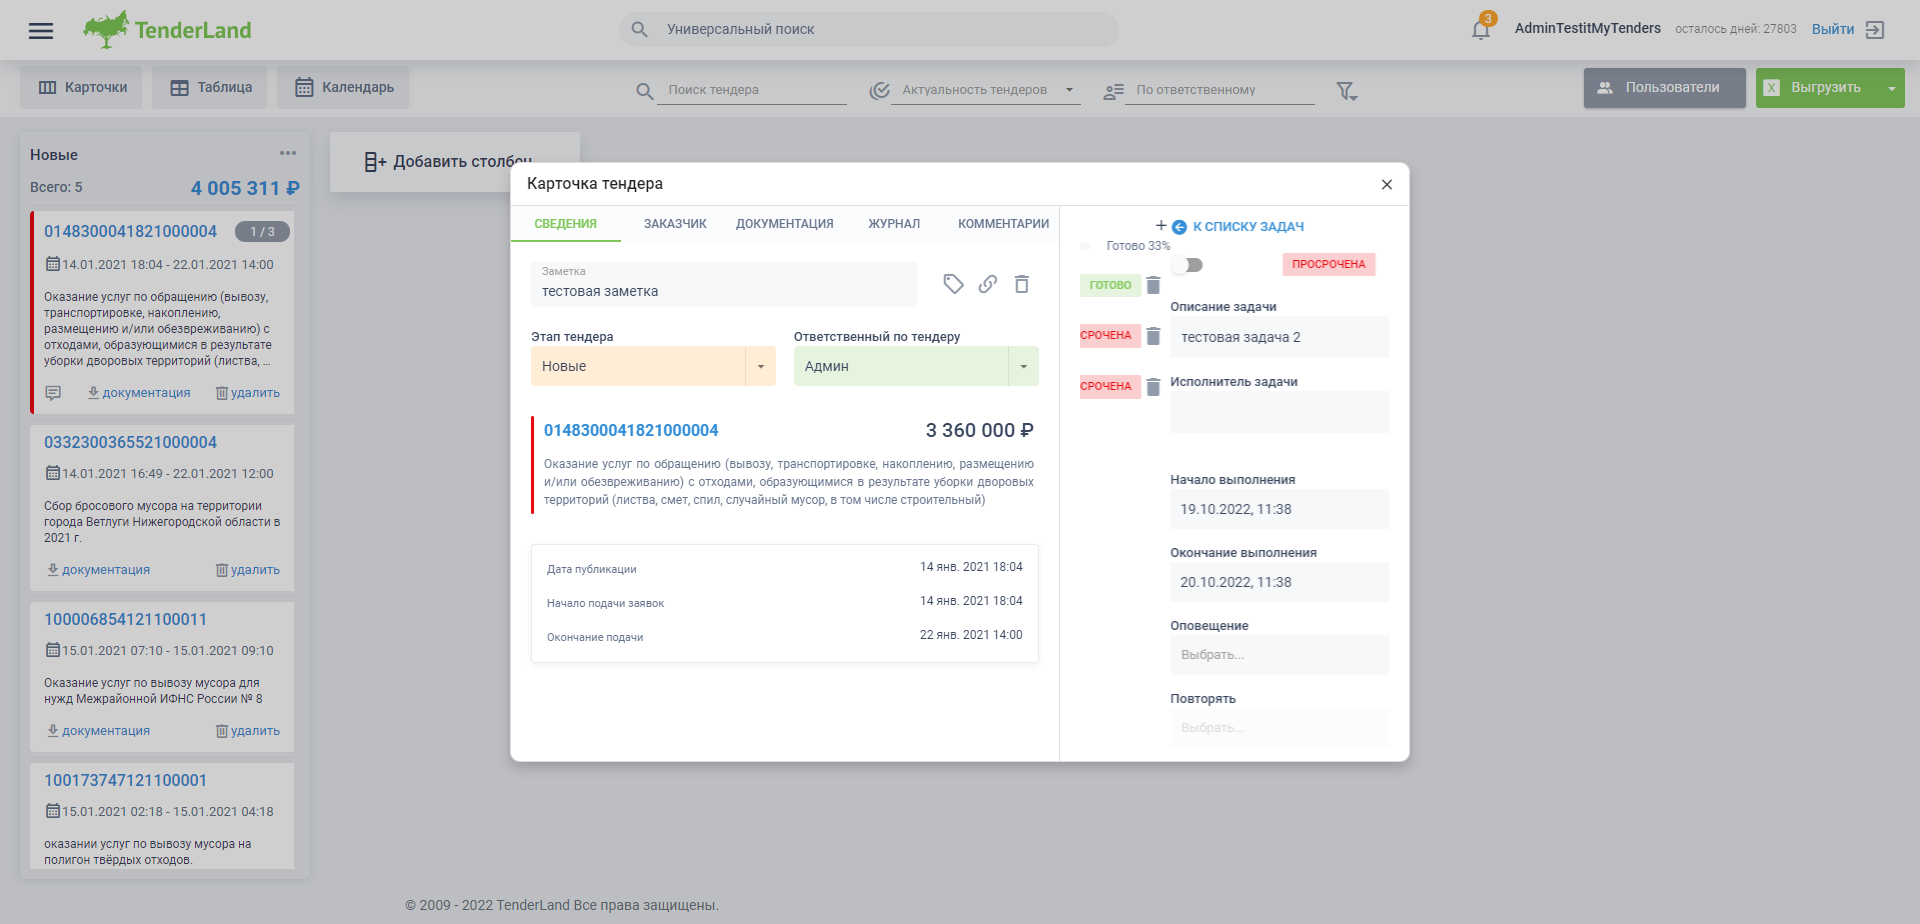 TenderLand
Универсальный поиск
3
AdminTestitMyTenders
осталось дней: 27803
Выйти
Карточки
Таблица
Календарь
Поиск тендера
Актуальность тендеров
По ответственному
Пользователи
X
Выгрузить
Новые
Всего: 5
4 005 311 ₽
0148300041821000004
1 / 3
14.01.2021 18:04 - 22.01.2021 14:00
Оказание услуг по обращению (вывозу,
транспортировке, накоплению,
размещению и/или обезвреживанию) с
отходами, образующимися в результате
уборки дворовых территорий (листва, ...
документация
удалить
0332300365521000004
14.01.2021 16:49 - 22.01.2021 12:00
Сбор бросового мусора на территории
города Ветлуги Нижегородской области в
2021 г.
документация
удалить
100006854121100011
15.01.2021 07:10 - 15.01.2021 09:10
Оказание услуг по вывозу мусора для
нужд Межрайонной ИФНС России № 8
документация
удалить
100173747121100001
15.01.2021 02:18 - 15.01.2021 04:18
оказании услуг по вывозу мусора на
полигон твёрдых отходов.
Добавить столбец
Карточка тендера
СВЕДЕНИЯ
ЗАКАЗЧИК
ДОКУМЕНТАЦИЯ
ЖУРНАЛ
КОММЕНТАРИИ
Заметка
тестовая заметка
Этап тендера
Новые
Ответственный по тендеру
Админ
0148300041821000004
3 360 000 ₽
Оказание услуг по обращению (вывозу, транспортировке, накоплению, размещению
и/или обезвреживанию) с отходами, образующимися в результате уборки дворовых
территорий (листва, смет, спил, случайный мусор, в том числе строительный)
Дата публикации
14 янв. 2021 18:04
Начало подачи заявок
14 янв. 2021 18:04
Окончание подачи
22 янв. 2021 14:00
+
К СПИСКУ ЗАДАЧ
Готово 33%
ПРОСРОЧЕНА
ГОТОВО
СРОЧЕНА
СРОЧЕНА
Описание задачи
тестовая задача 2
Исполнитель задачи
Начало выполнения
19.10.2022, 11:38
Окончание выполнения
20.10.2022, 11:38
Оповещение
Выбрать...
Повторять
Выбрать...
© 2009 - 2022 TenderLand Все права защищены.